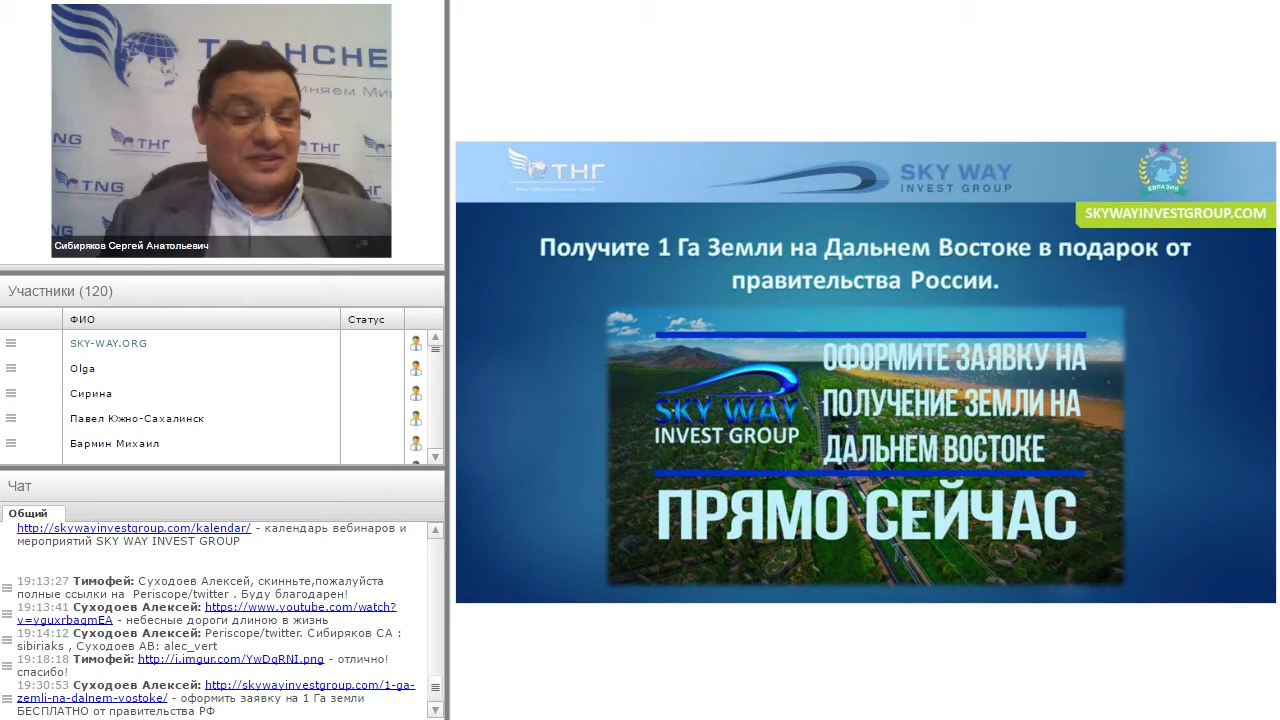 TRANSNE
иняем Ми
NG
ТНГ
TNG
TNG
Сибиряков Сергей Анатольевич
Участники (120)
ФИО
Статус
SKY-WAY.ORG
Olga
Сирина
Павел Южно-Сахалинск
Бармин Михаил
Чат
Общий
http://skywayinvestgroup.com/kalendar/ - календарь вебинаров и
мероприятий SKY WAY INVEST GROUP
19:13:27 Тимофей: Суходоев Алексей, скинньте,пожалуйста
полные ссылки на Periscope/twitter . Буду благодарен!
19:13:41 Суходоев Алексей: https://www.youtube.com/watch?
v=yguxrbaqmEA - небесные дороги длиною в жизнь
19:14:12 Суходоев Алексей: Periscope/twitter. Сибиряков СА :
sibiriaks , Суходоев АВ: alec_vert
19:18:18 Тимофей: http://i.imgur.com/YwDqRNI.png - отлично!
спасибо!
19:30:53 Суходоев Алексей: http://skywayinvestgroup.com/1-ga-
zemli-na-dalnem-vostoke/ - оформить заявку на 1 Га земли
БЕСПЛАТНО от правительства РФ
ТНГ
SKY WAY
INVEST GROUP
ЕВРАЗИЯ
SKYWAYINVESTGROUP.COM
Получите 1 Га Земли на Дальнем Востоке в подарок от
правительства России.
SKY WAY
INVEST GROUP
ОФОРМИТЕ ЗАЯВКУ НА
ПОЛУЧЕНИЕ ЗЕМЛИ НА
ДАЛЬНЕМ ВОСТОКЕ
ПРЯМО СЕЙЧАС